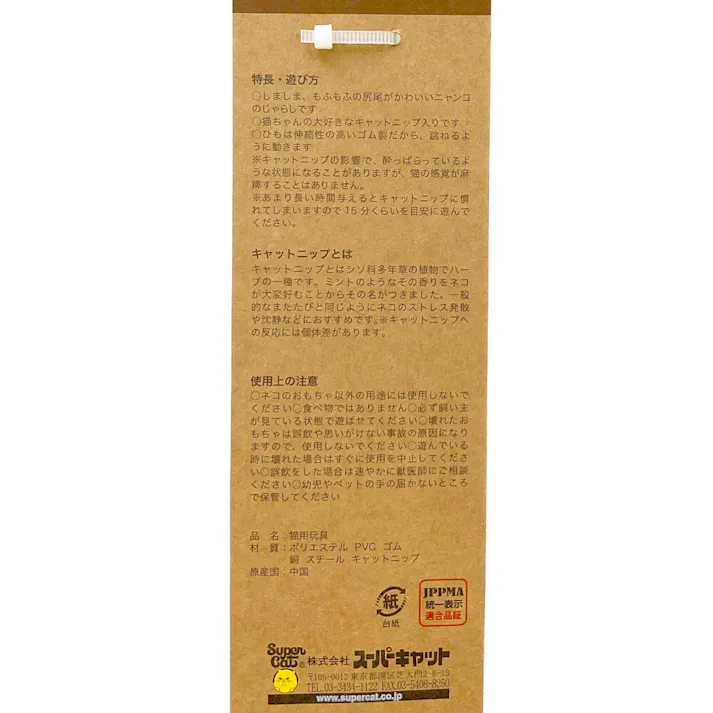 特長・遊び方
○しましま、もふもふの尻尾がかわいいニャンコ
のじゃらしです
○猫ちゃんの大好きなキャットニップ入りです
○ひもは伸縮性の高いゴム製だから、跳ねるよ
うに動きます
※キャットニップの影響で、酔っぱらっているよ
うな状態になることがありますが、猫の感覚が麻
痺することはありません。
※あまり長い時間与えるとキャットニップに慣
れてしまいますので15分くらいを目安に遊んで
ください。
キャットニップとは
キャットニップとはシソ科多年草の植物でハー
ブの一種です。ミントのようなその香りをネコ
が大変好むことからその名がつきました。一般
的なまたたびと同じようにネコのストレス発散
や沈静などにおすすめです。※キャットニップへ
の反応には個体差があります。
使用上の注意
○ネコのおもちゃ以外の用途には使用しないで
ください○食べ物ではありません○必ず飼い主
が見ている状態で遊ばせてください○壊れたお
もちゃは誤飲や思いがけない事故の原因になり
ますので、使用しないでください○遊んでいる
時に壊れた場合はすぐに使用を中止してくださ
い○誤飲をした場合は速やかに獣医師にご相談
ください○幼児やペットの手の届かないところ
で保管してください
品 名：猫用玩具
材 質：ポリエステル PVC ゴム
銅 スチール キャットニップ
原産国：中国
紙
台紙
JPPMA
統一表示
適合品証
Super Cat® 株式会社 スーパーキャット
〒105-0012 東京都港区芝大門2-8-13
TEL.03-3434-1122 FAX.03-5408-8250
www.supercat.co.jp